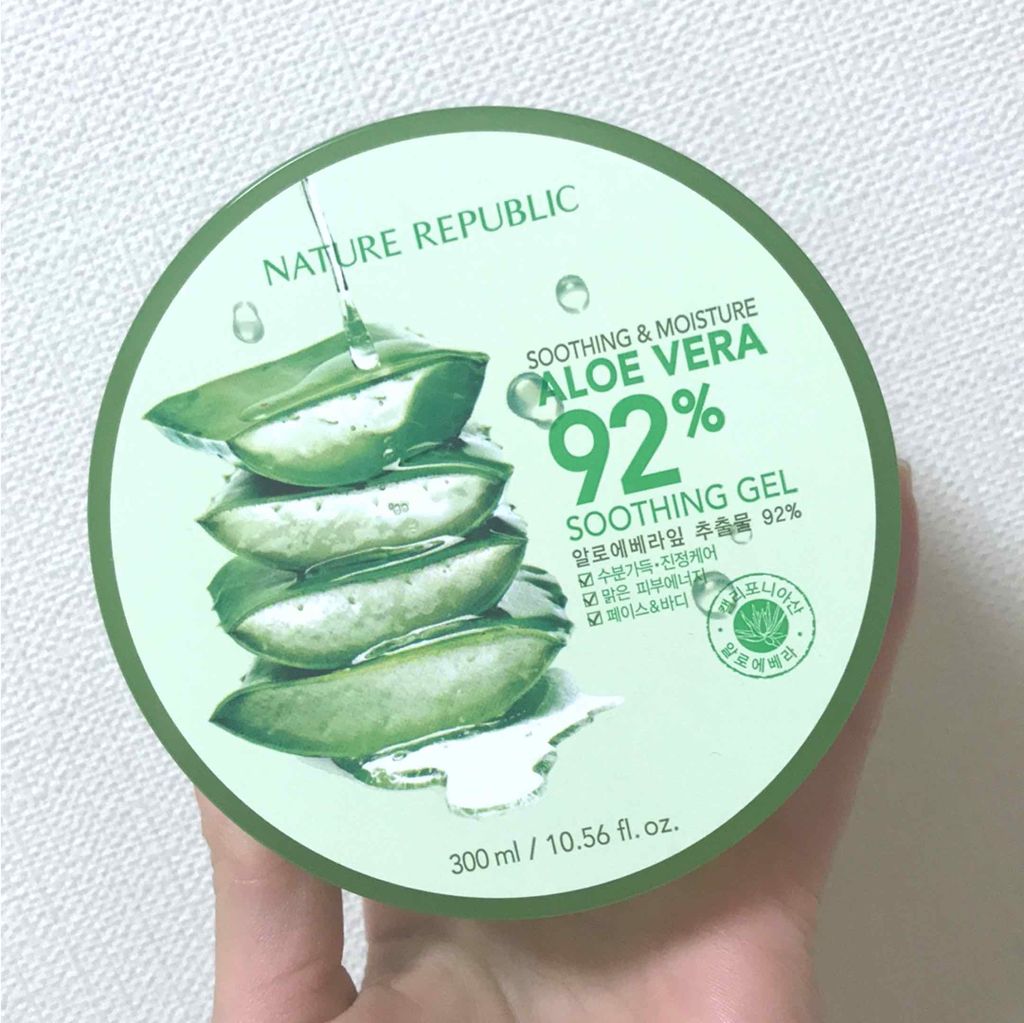 NATURE REPUBLIC
SOOTHING & MOISTURE
ALOE VERA
92%
SOOTHING GEL
알로에베라잎 추출물 92%
수분가득·진정케어
맑은 피부에너지
페이스&바디
캘리포니아산
알로에베라
300 ml / 10.56 fl. oz.